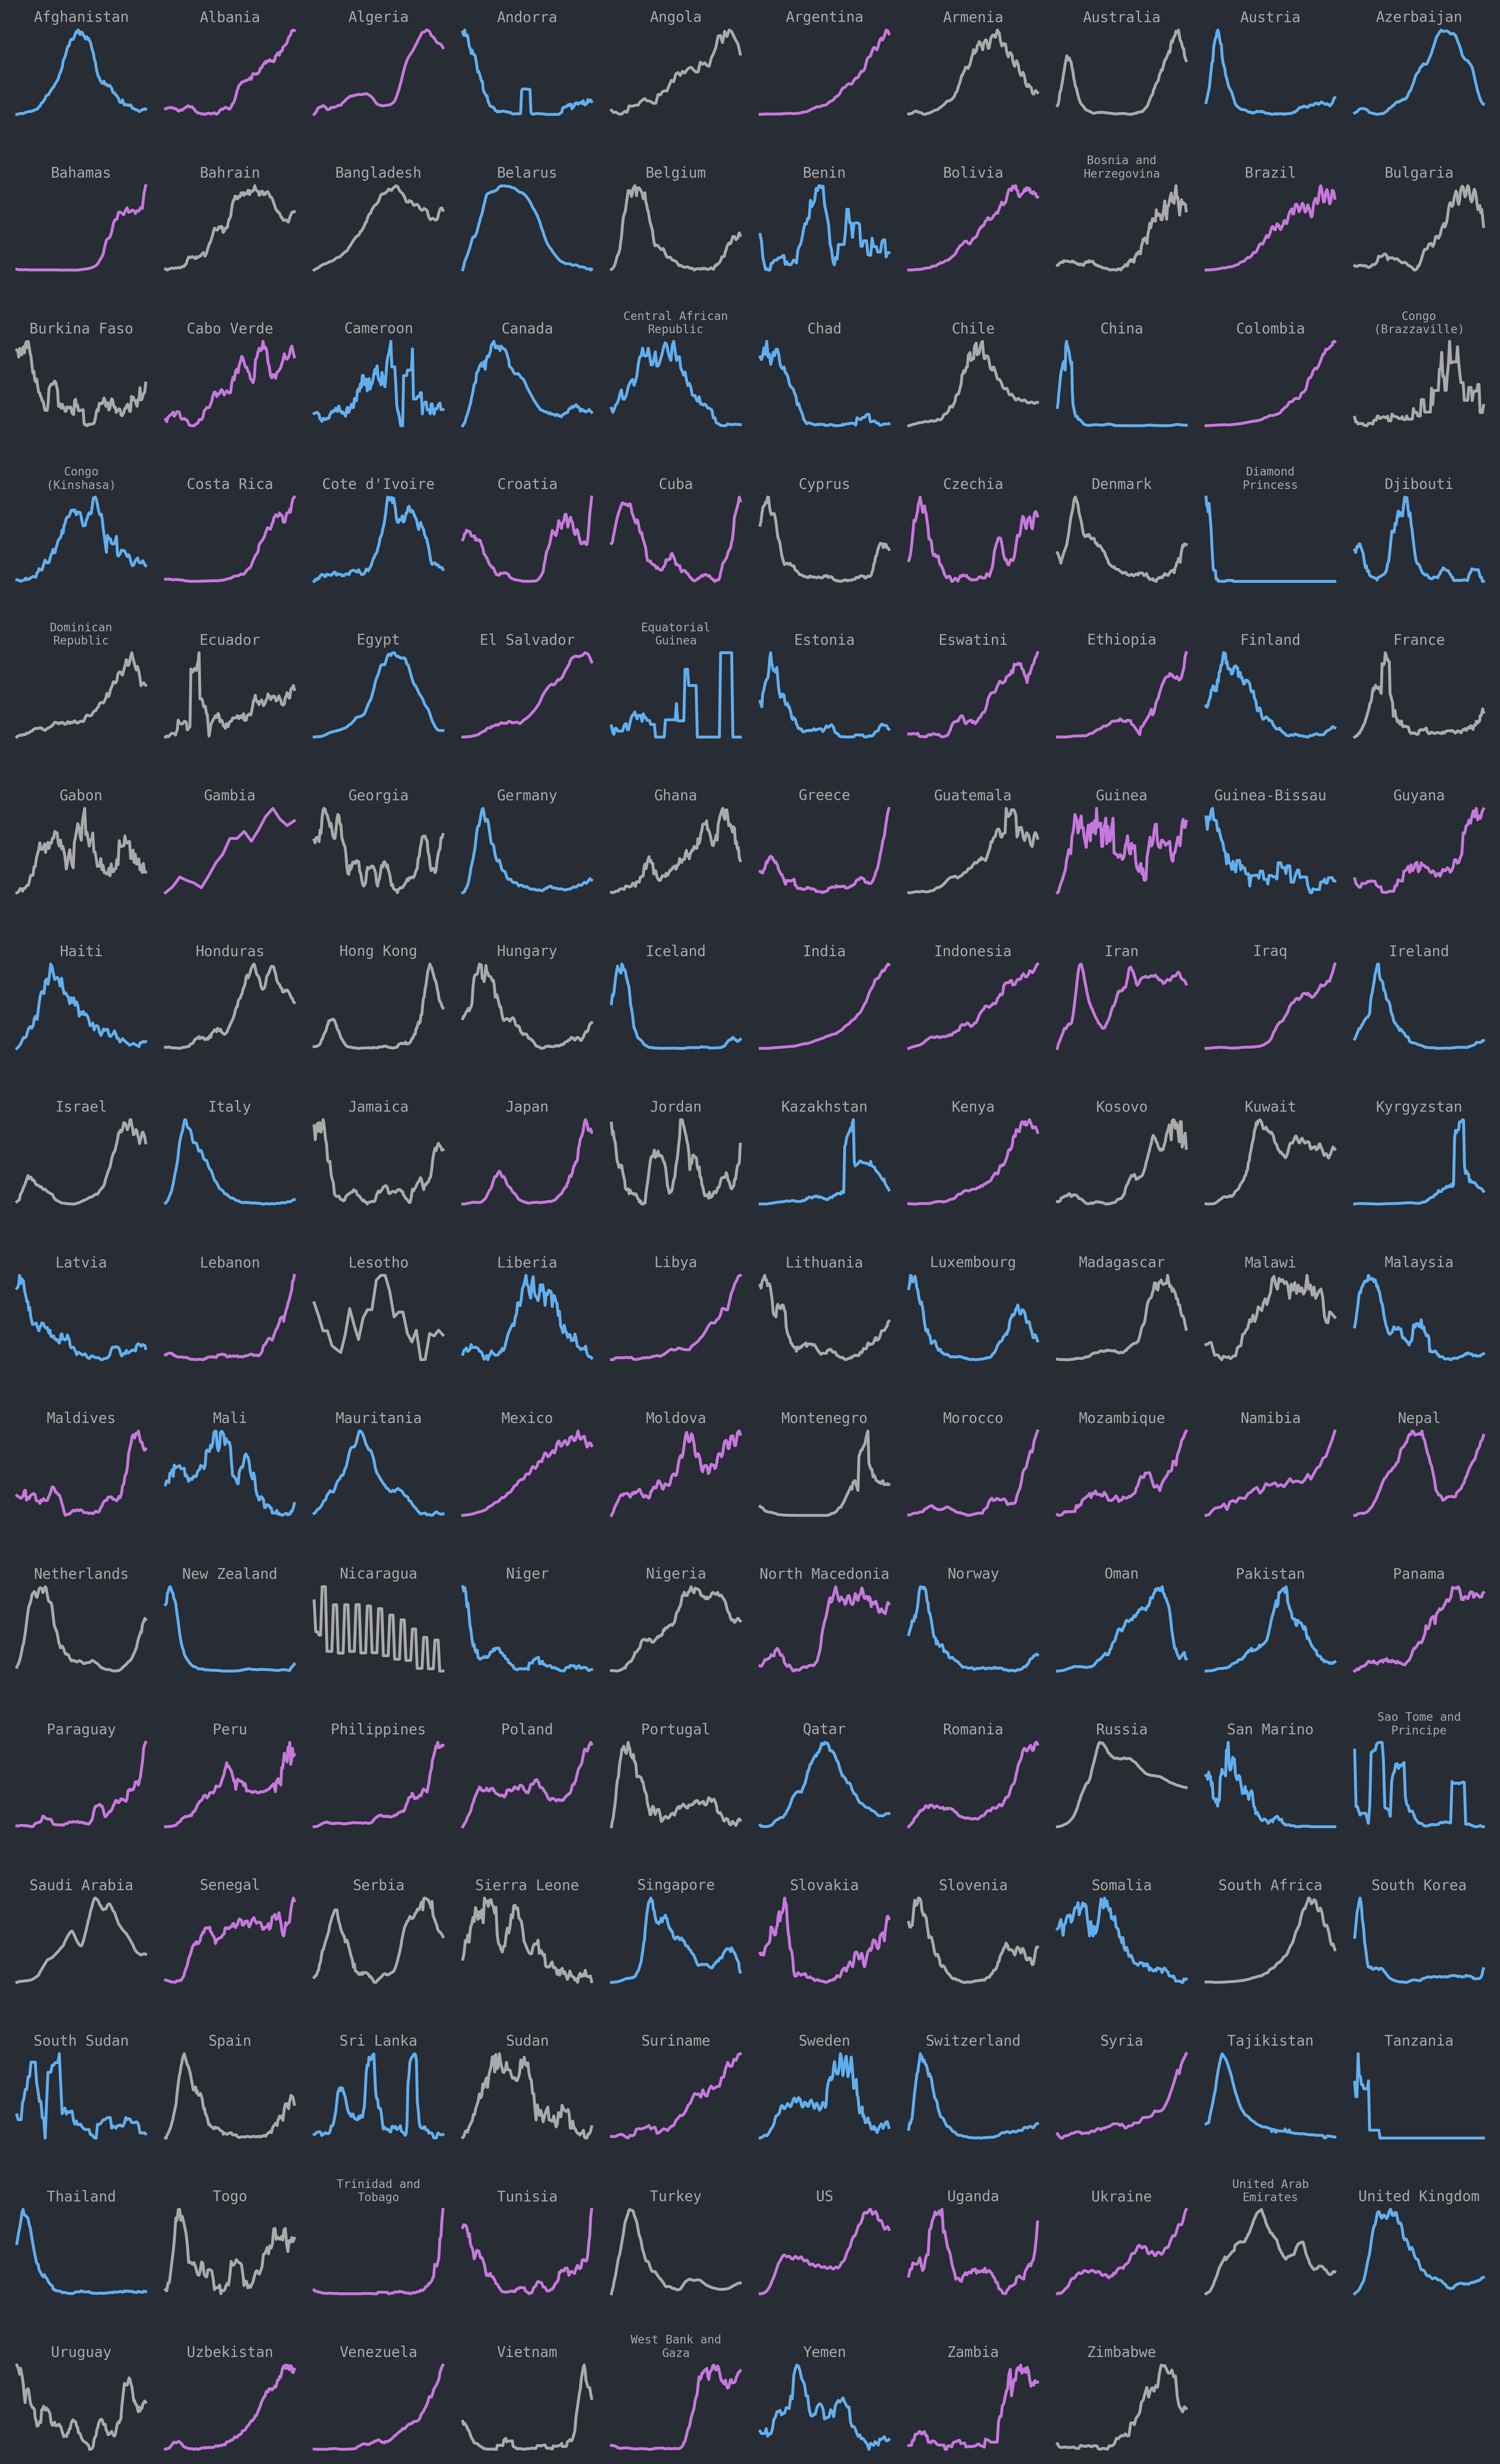 Afghanistan
Albania
Algeria
Andorra
Angola
Argentina
Armenia
Australia
Austria
Azerbaijan
Bahamas
Bahrain
Bangladesh
Belarus
Belgium
Benin
Bolivia
Bosnia and
Herzegovina
Brazil
Bulgaria
Burkina Faso
Cabo Verde
Cameroon
Canada
Central African
Republic
Chad
Chile
China
Colombia
Congo
(Brazzaville)
Congo
(Kinshasa)
Costa Rica
Cote d'Ivoire
Croatia
Cuba
Cyprus
Czechia
Denmark
Diamond
Princess
Djibouti
Dominican
Republic
Ecuador
Egypt
El Salvador
Equatorial
Guinea
Estonia
Eswatini
Ethiopia
Finland
France
Gabon
Gambia
Georgia
Germany
Ghana
Greece
Guatemala
Guinea
Guinea-Bissau
Guyana
Haiti
Honduras
Hong Kong
Hungary
Iceland
India
Indonesia
Iran
Iraq
Ireland
Israel
Italy
Jamaica
Japan
Jordan
Kazakhstan
Kenya
Kosovo
Kuwait
Kyrgyzstan
Latvia
Lebanon
Lesotho
Liberia
Libya
Lithuania
Luxembourg
Madagascar
Malawi
Malaysia
Maldives
Mali
Mauritania
Mexico
Moldova
Montenegro
Morocco
Mozambique
Namibia
Nepal
Netherlands
New Zealand
Nicaragua
Niger
Nigeria
North Macedonia
Norway
Oman
Pakistan
Panama
Paraguay
Peru
Philippines
Poland
Portugal
Qatar
Romania
Russia
San Marino
Sao Tome and
Principe
Saudi Arabia
Senegal
Serbia
Sierra Leone
Singapore
Slovakia
Slovenia
Somalia
South Africa
South Korea
South Sudan
Spain
Sri Lanka
Sudan
Suriname
Sweden
Switzerland
Syria
Tajikistan
Tanzania
Thailand
Togo
Trinidad and
Tobago
Tunisia
Turkey
US
Uganda
Ukraine
United Arab
Emirates
United Kingdom
Uruguay
Uzbekistan
Venezuela
Vietnam
West Bank and
Gaza
Yemen
Zambia
Zimbabwe